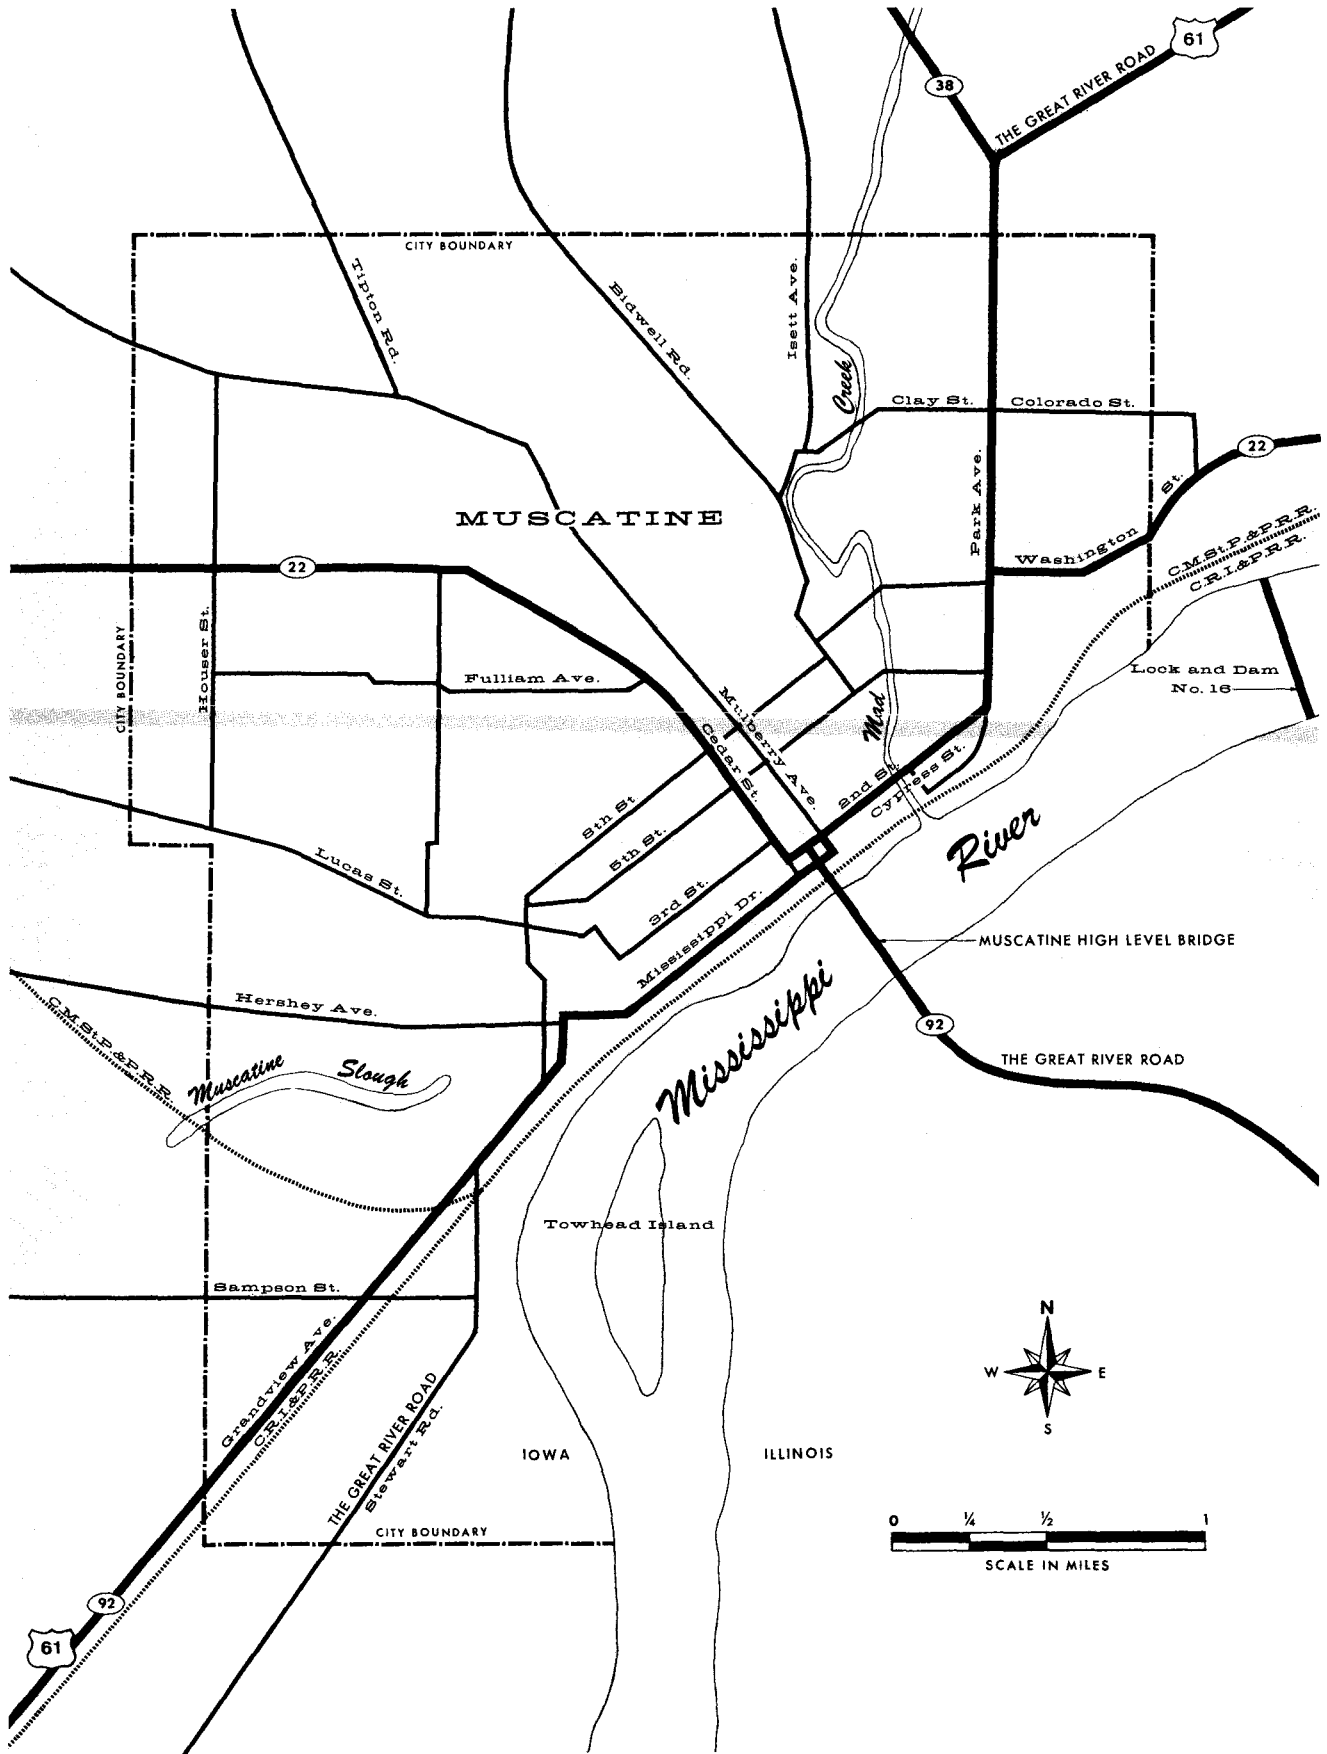 61
38
THE GREAT RIVER ROAD
CITY BOUNDARY
Tipton Rd.
Bidwell Rd.
Isett Ave.
Creek
Clay St.
Colorado St.
22
Park Ave.
MUSCATINE
Washington St.
C.M.St.P.&P.R.R.
C.R.I.&P.R.R.
22
Houser St.
CITY BOUNDARY
Fulliam Ave.
Lock and Dam
No. 16
Mulberry Ave.
Mad
Cedar St.
2nd St.
Cypress St.
8th St.
5th St.
3rd St.
Lucas St.
River
Mississippi Dr.
MUSCATINE HIGH LEVEL BRIDGE
Hershey Ave.
C.M.St.P.&P.R.R.
Mississippi
92
THE GREAT RIVER ROAD
Muscatine Slough
Towhead Island
Sampson St.
Grandview Ave.
C.R.I.&P.R.R.
THE GREAT RIVER ROAD
Stewart Rd.
IOWA
ILLINOIS
N
W
E
S
CITY BOUNDARY
0 ¼ ½ 1
SCALE IN MILES
92
61